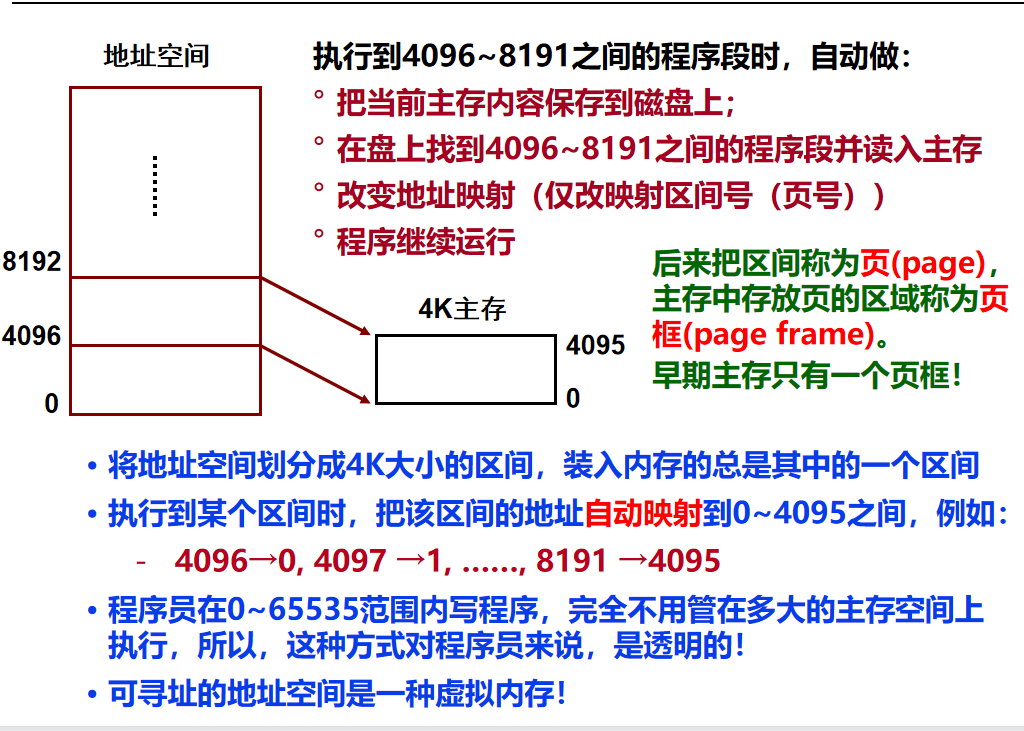 地址空间
执行到4096~8191之间的程序段时，自动做：
° 把当前主存内容保存到磁盘上；
° 在盘上找到4096~8191之间的程序段并读入主存
° 改变地址映射（仅改映射区间号（页号））
° 程序继续运行
8192
4096
0
4K主存
4095
0
后来把区间称为页(page)，
主存中存放页的区域称为页
框(page frame)。
早期主存只有一个页框！
• 将地址空间划分成4K大小的区间，装入内存的总是其中的一个区间
• 执行到某个区间时，把该区间的地址自动映射到0~4095之间，例如：
- 4096→0, 4097 →1, ……, 8191 →4095
• 程序员在0~65535范围内写程序，完全不用管在多大的主存空间上
执行，所以，这种方式对程序员来说，是透明的！
• 可寻址的地址空间是一种虚拟内存！